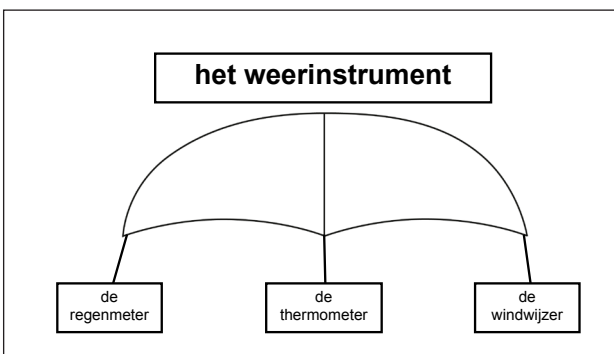 het weerinstrument
de
regenmeter
de
thermometer
de
windwijzer